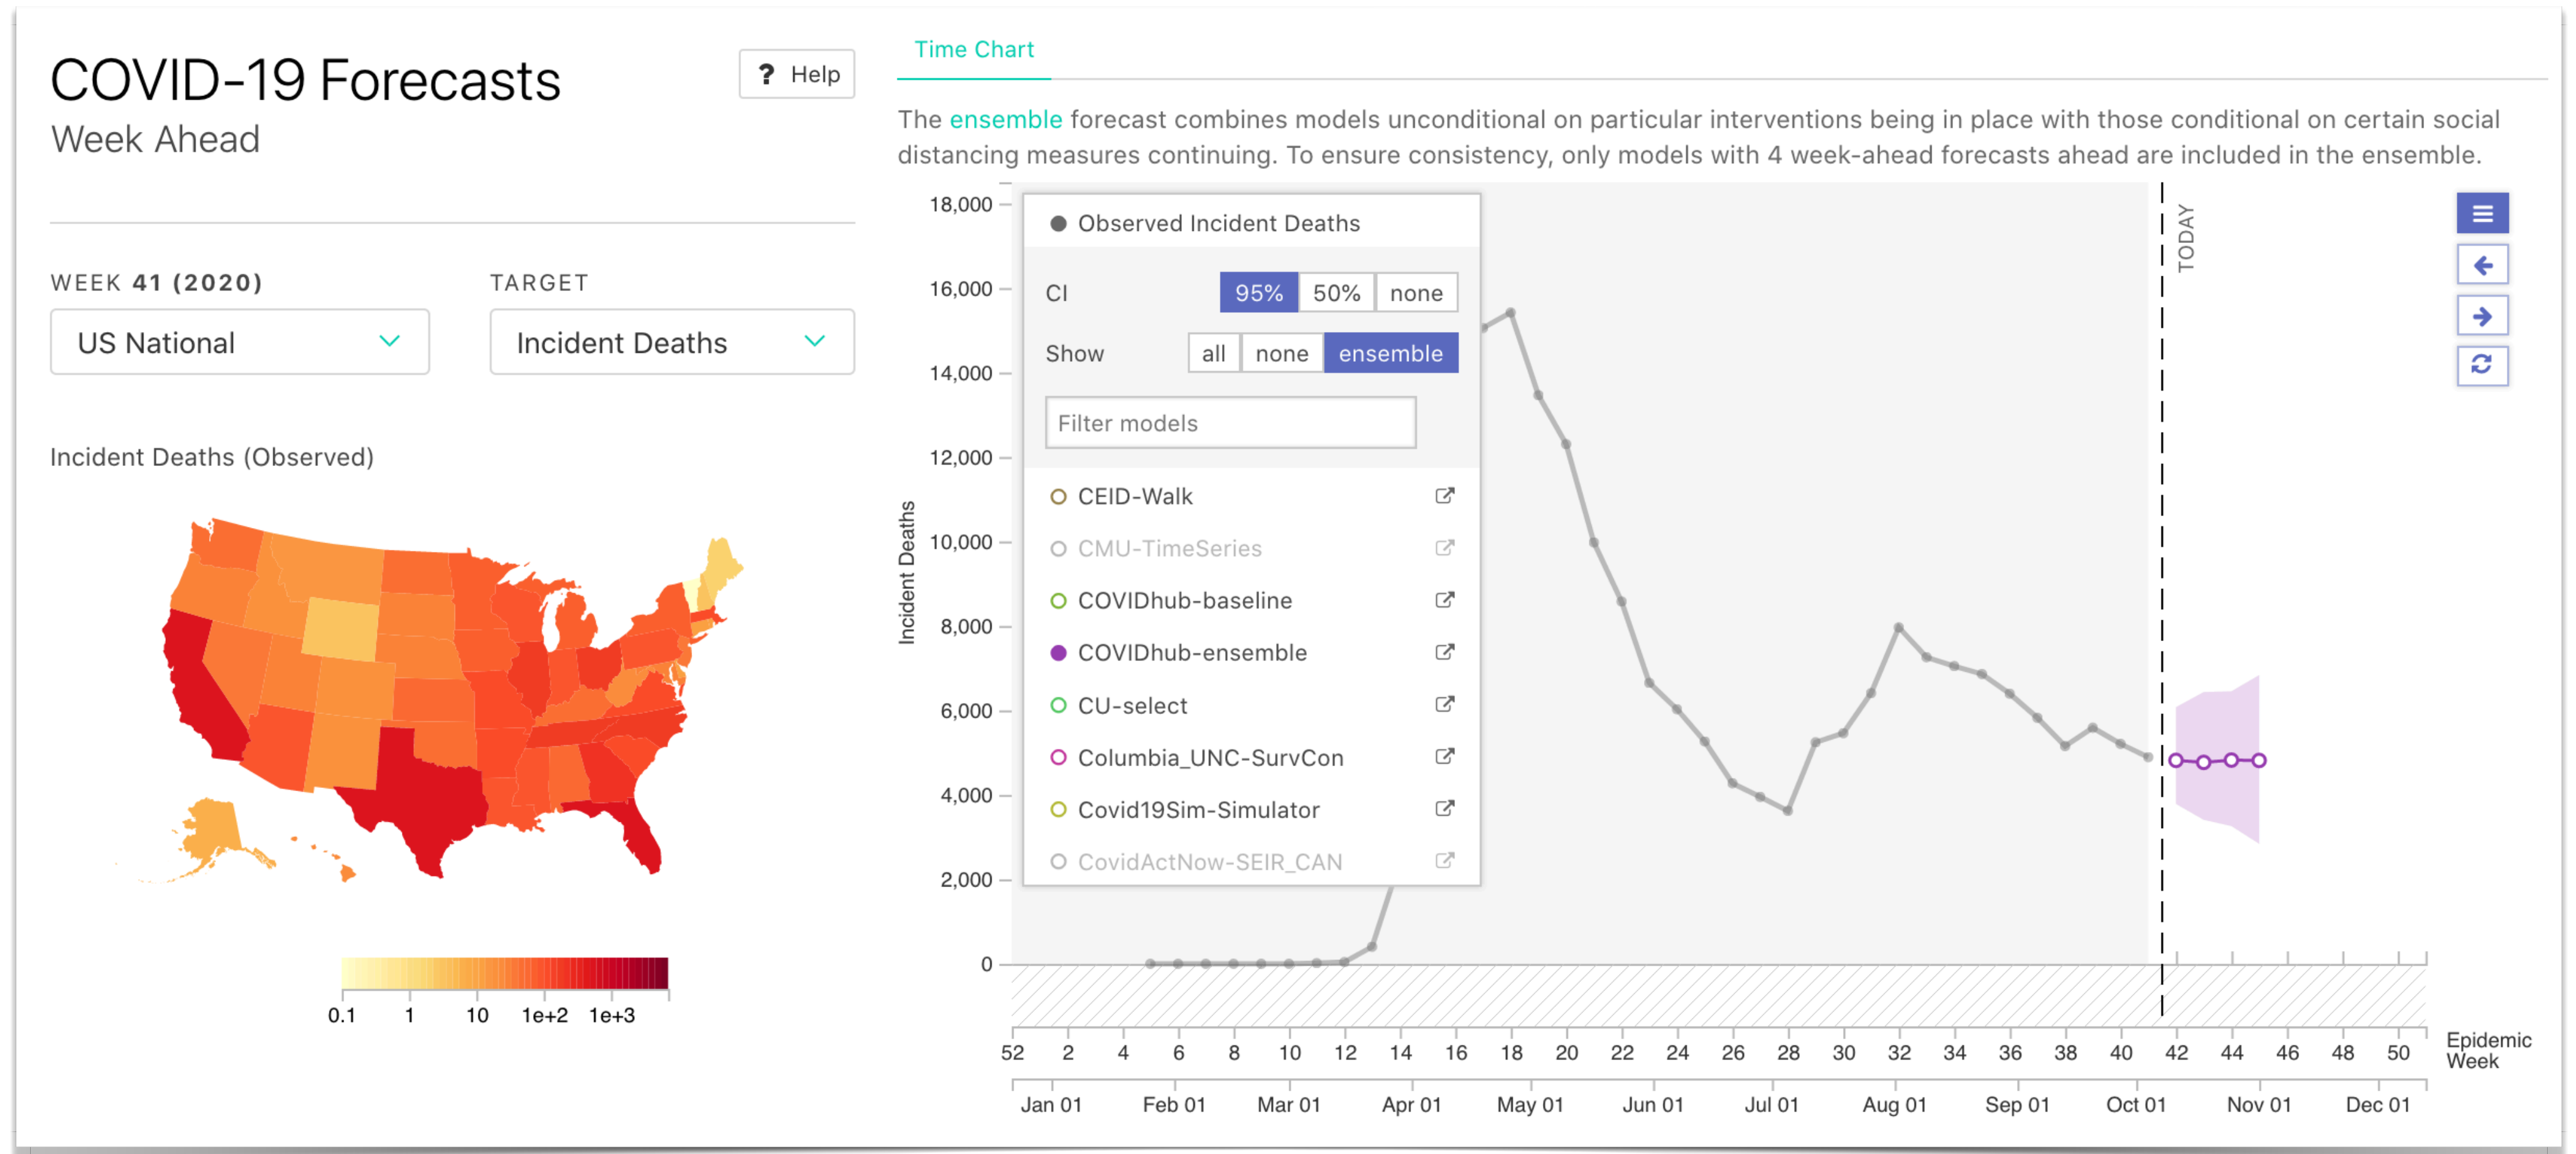 COVID-19 Forecasts
? Help
Week Ahead
WEEK 41 (2020)
TARGET
US National
Incident Deaths
Incident Deaths (Observed)
0.1 1 10 1e+2 1e+3
Time Chart
The ensemble forecast combines models unconditional on particular interventions being in place with those conditional on certain social
distancing measures continuing. To ensure consistency, only models with 4 week-ahead forecasts ahead are included in the ensemble.
18,000
16,000
14,000
12,000
10,000
8,000
6,000
4,000
2,000
0
Incident Deaths
Observed Incident Deaths
CI 95% 50% none
Show all none ensemble
Filter models
CEID-Walk
CMU-TimeSeries
COVIDhub-baseline
COVIDhub-ensemble
CU-select
Columbia_UNC-SurvCon
Covid19Sim-Simulator
CovidActNow-SEIR_CAN
TODAY
52 2 4 6 8 10 12 14 16 18 20 22 24 26 28 30 32 34 36 38 40 42 44 46 48 50
Epidemic
Week
Jan 01 Feb 01 Mar 01 Apr 01 May 01 Jun 01 Jul 01 Aug 01 Sep 01 Oct 01 Nov 01 Dec 01